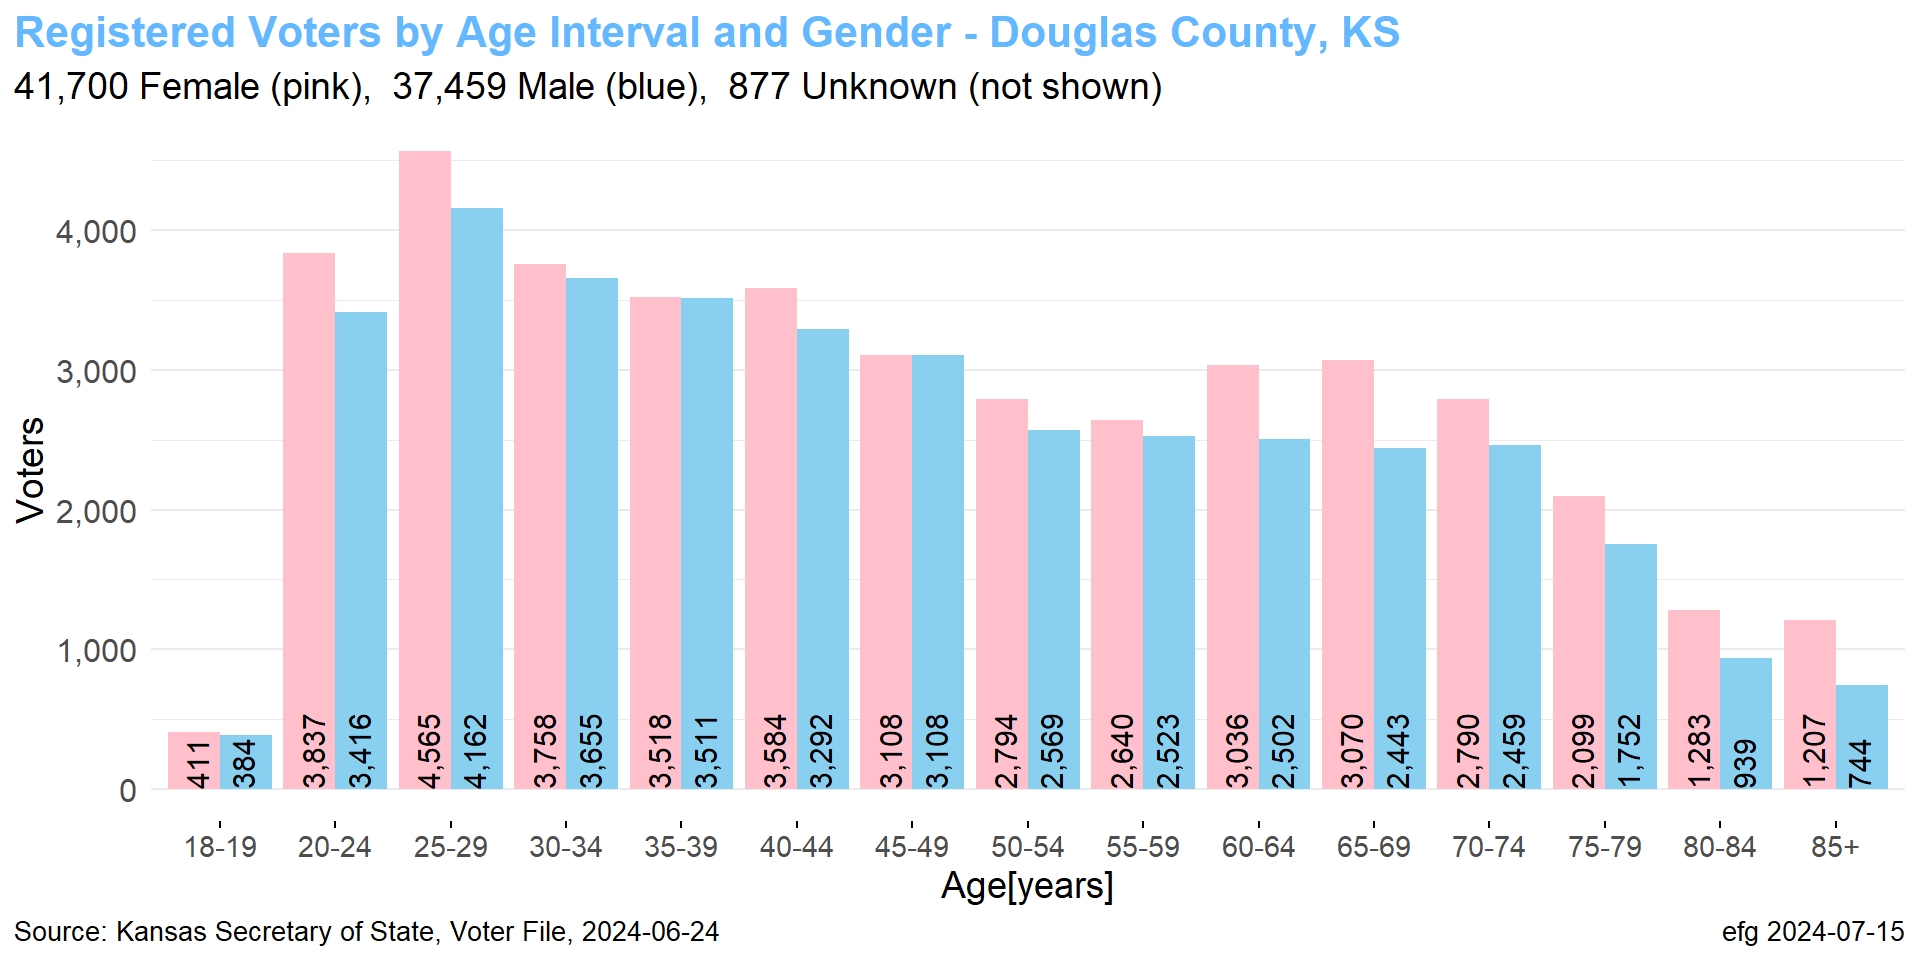 Registered Voters by Age Interval and Gender - Douglas County, KS
41,700 Female (pink),  37,459 Male (blue),  877 Unknown (not shown)
Voters
4,000
3,000
2,000
1,000
0
411 384 3,837 3,416 4,565 4,162 3,758 3,655 3,518 3,511 3,584 3,292 3,108 3,108 2,794 2,569 2,640 2,523 3,036 2,502 3,070 2,443 2,790 2,459 2,099 1,752 1,283 939 1,207 744
18-19 20-24 25-29 30-34 35-39 40-44 45-49 50-54 55-59 60-64 65-69 70-74 75-79 80-84 85+
Age[years]
Source: Kansas Secretary of State, Voter File, 2024-06-24
efg 2024-07-15